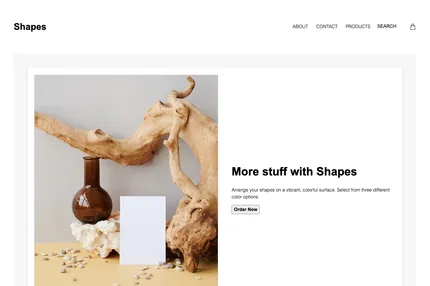 Shapes
ABOUT CONTACT PRODUCTS SEARCH
More stuff with Shapes
Arrange your shapes on a vibrant, colorful surface. Select from three different
color options
Order Now